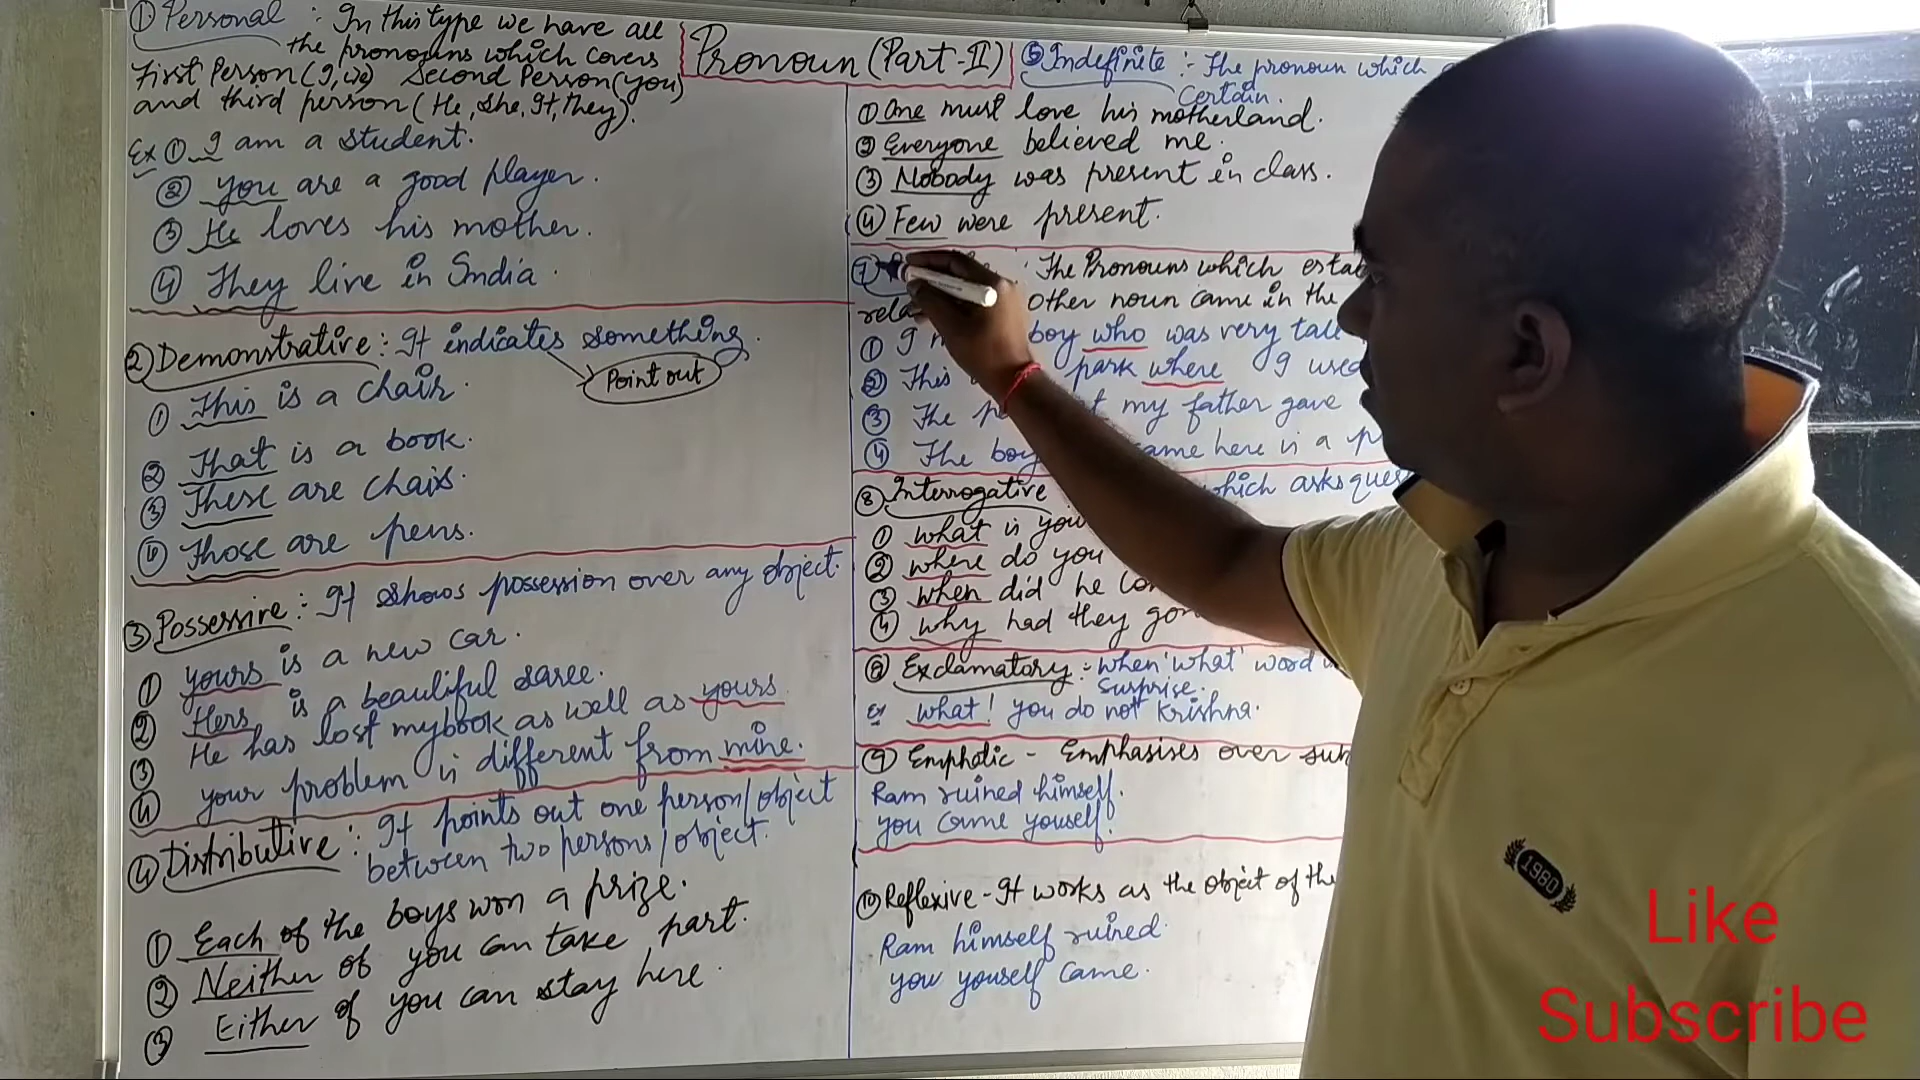 ① Personal : In this type we have all
the pronouns which covers
First Person (I, we) Second Person (you)
and third person (He, she, It, they).
Ex ① I am a student.
② you are a good player.
③ He loves his mother.
④ They live in India.
② Demonstrative : It indicates something.
Point out
① This is a chair.
② That is a book.
③ These are chairs.
④ Those are pens.
③ Possessive : It shows possession over any object.
① yours is a new car.
② Hers is a beautiful saree.
③ He has lost my book as well as yours.
④ your problem is different from mine.
④ Distributive : It points out one person/object
between two persons/object.
① Each of the boys won a prize.
② Neither of you can take part.
③ Either of you can stay here.
Pronoun (Part-II)
⑤ Indefinite :- The pronoun which
Certain.
① One must love his motherland.
② Everyone believed me.
③ Nobody was present in class.
④ Few were present.
⑦ : The Pronouns which
other noun came in the
① I boy who was very tall
② This park where I used
③ The my father gave
④ The boy here is a
⑧ Interrogative which asks
① what is
② where do you
③ when did he
④ why had they
⑧ Exclamatory :- when 'what' word
surprise.
Ex what! you do not Krishna.
⑨ Emphatic - Emphasises over
Ram ruined himself.
you came youself.
⑩ Reflexive - It works as the object of the
Ram himself ruined.
you youself came.
1980
Like
Subscribe